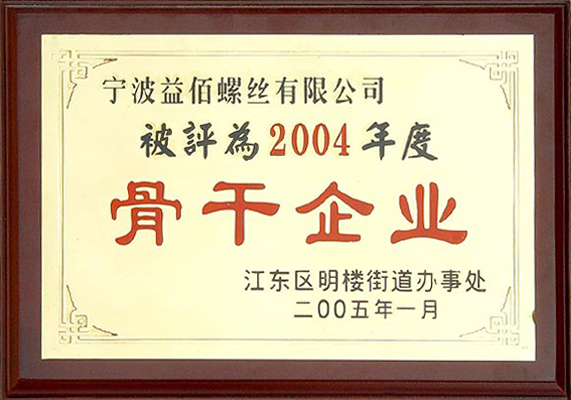 宁波益佰螺丝有限公司
被評為2004年度
骨干企业
江东区明楼街道办事处
二OO五年一月